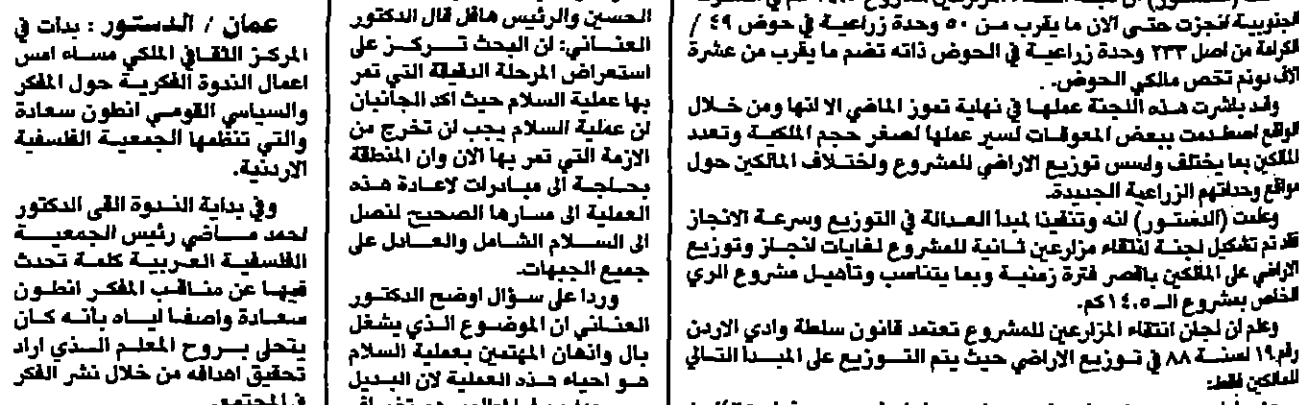 الجنوبية انجزت حتى الان ما يقرب من ٥٠ وحدة زراعية في حوض ٤٩ /
الكرامة من اصل ٢٣٣ وحدة زراعية في الحوض ذاته تضم ما يقرب من عشرة
الاف دونم تخص مالكي الحوض.
وقد باشرت هذه اللجنة عملها في نهاية تموز الماضي الا انها ومن خلال
الواقع اصطدمت ببعض المعوقات لسير عملها لصغر حجم الملكية وتعدد
المالكين بما يختلف واسس توزيع الاراضي للمشروع واختلاف المالكين حول
مواقع وحداتهم الزراعية الجديدة.
وعلمت (الدستور) انه وتنفيذا لمبدأ العدالة في التوزيع وسرعة الانجاز
فقد تم تشكيل لجنة انتقاء مزارعين ثانية للمشروع لغايات انجاز وتوزيع
الاراضي على المالكين باقصر فترة زمنية وبما يتناسب وتأهيل مشروع الري
الخاص بمشروع الـ ١٤،٥ كم.
وعلم ان لجان انتقاء المزارعين للمشروع تعتمد قانون سلطة وادي الاردن
رقم ١٩ لسنة ٨٨ في توزيع الاراضي حيث يتم التوزيع على المبدأ التالي
للمالكين فقط:
الحسين والرئيس هافل قال الدكتور
العناني: ان البحث تركز على
استعراض المرحلة الدقيقة التي تمر
بها عملية السلام حيث اكد الجانبان
ان عملية السلام يجب ان تخرج من
الازمة التي تمر بها الان وان المنطقة
بحاجة الى مبادرات لاعادة هذه
العملية الى مسارها الصحيح لنصل
الى السلام الشامل والعادل على
جميع الجبهات.
وردا على سؤال اوضح الدكتور
العناني ان الموضوع الذي يشغل
بال واذهان المهتمين بعملية السلام
هو احياء هذه العملية لان البديل
عمان / الدستور : بدات في
المركز الثقافي الملكي مساء امس
اعمال الندوة الفكرية حول المفكر
والسياسي القومي انطون سعادة
والتي تنظمها الجمعية الفلسفية
الاردنية.
وفي بداية الندوة القى الدكتور
احمد ماضي رئيس الجمعية
الفلسفية العربية كلمة تحدث
فيها عن مناقب المفكر انطون
سعادة واصفا اياه بأنه كان
يتحلى بروح المعلم الذي اراد
تحقيق اهدافه من خلال نشر الفكر
في المجتمع.